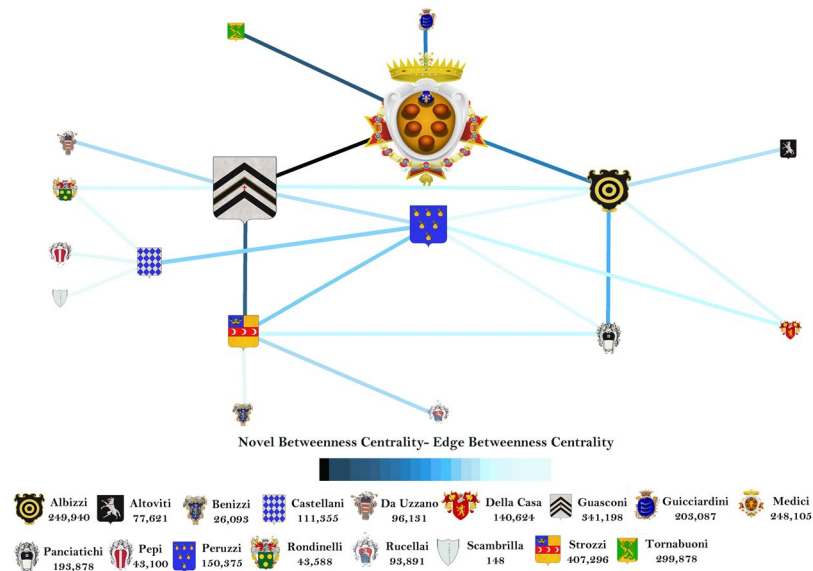 Novel Betweenness Centrality- Edge Betweenness Centrality
Albizzi
249,940
Altoviti
77,621
Benizzi
26,093
Castellani
111,355
Da Uzzano
96,131
Della Casa
140,624
Guasconi
341,198
Guicciardini
203,087
Medici
248,105
Panciatichi
193,878
Pepi
43,100
Peruzzi
150,375
Rondinelli
43,588
Rucellai
93,891
Scambrilla
148
Strozzi
407,296
Tornabuoni
299,878